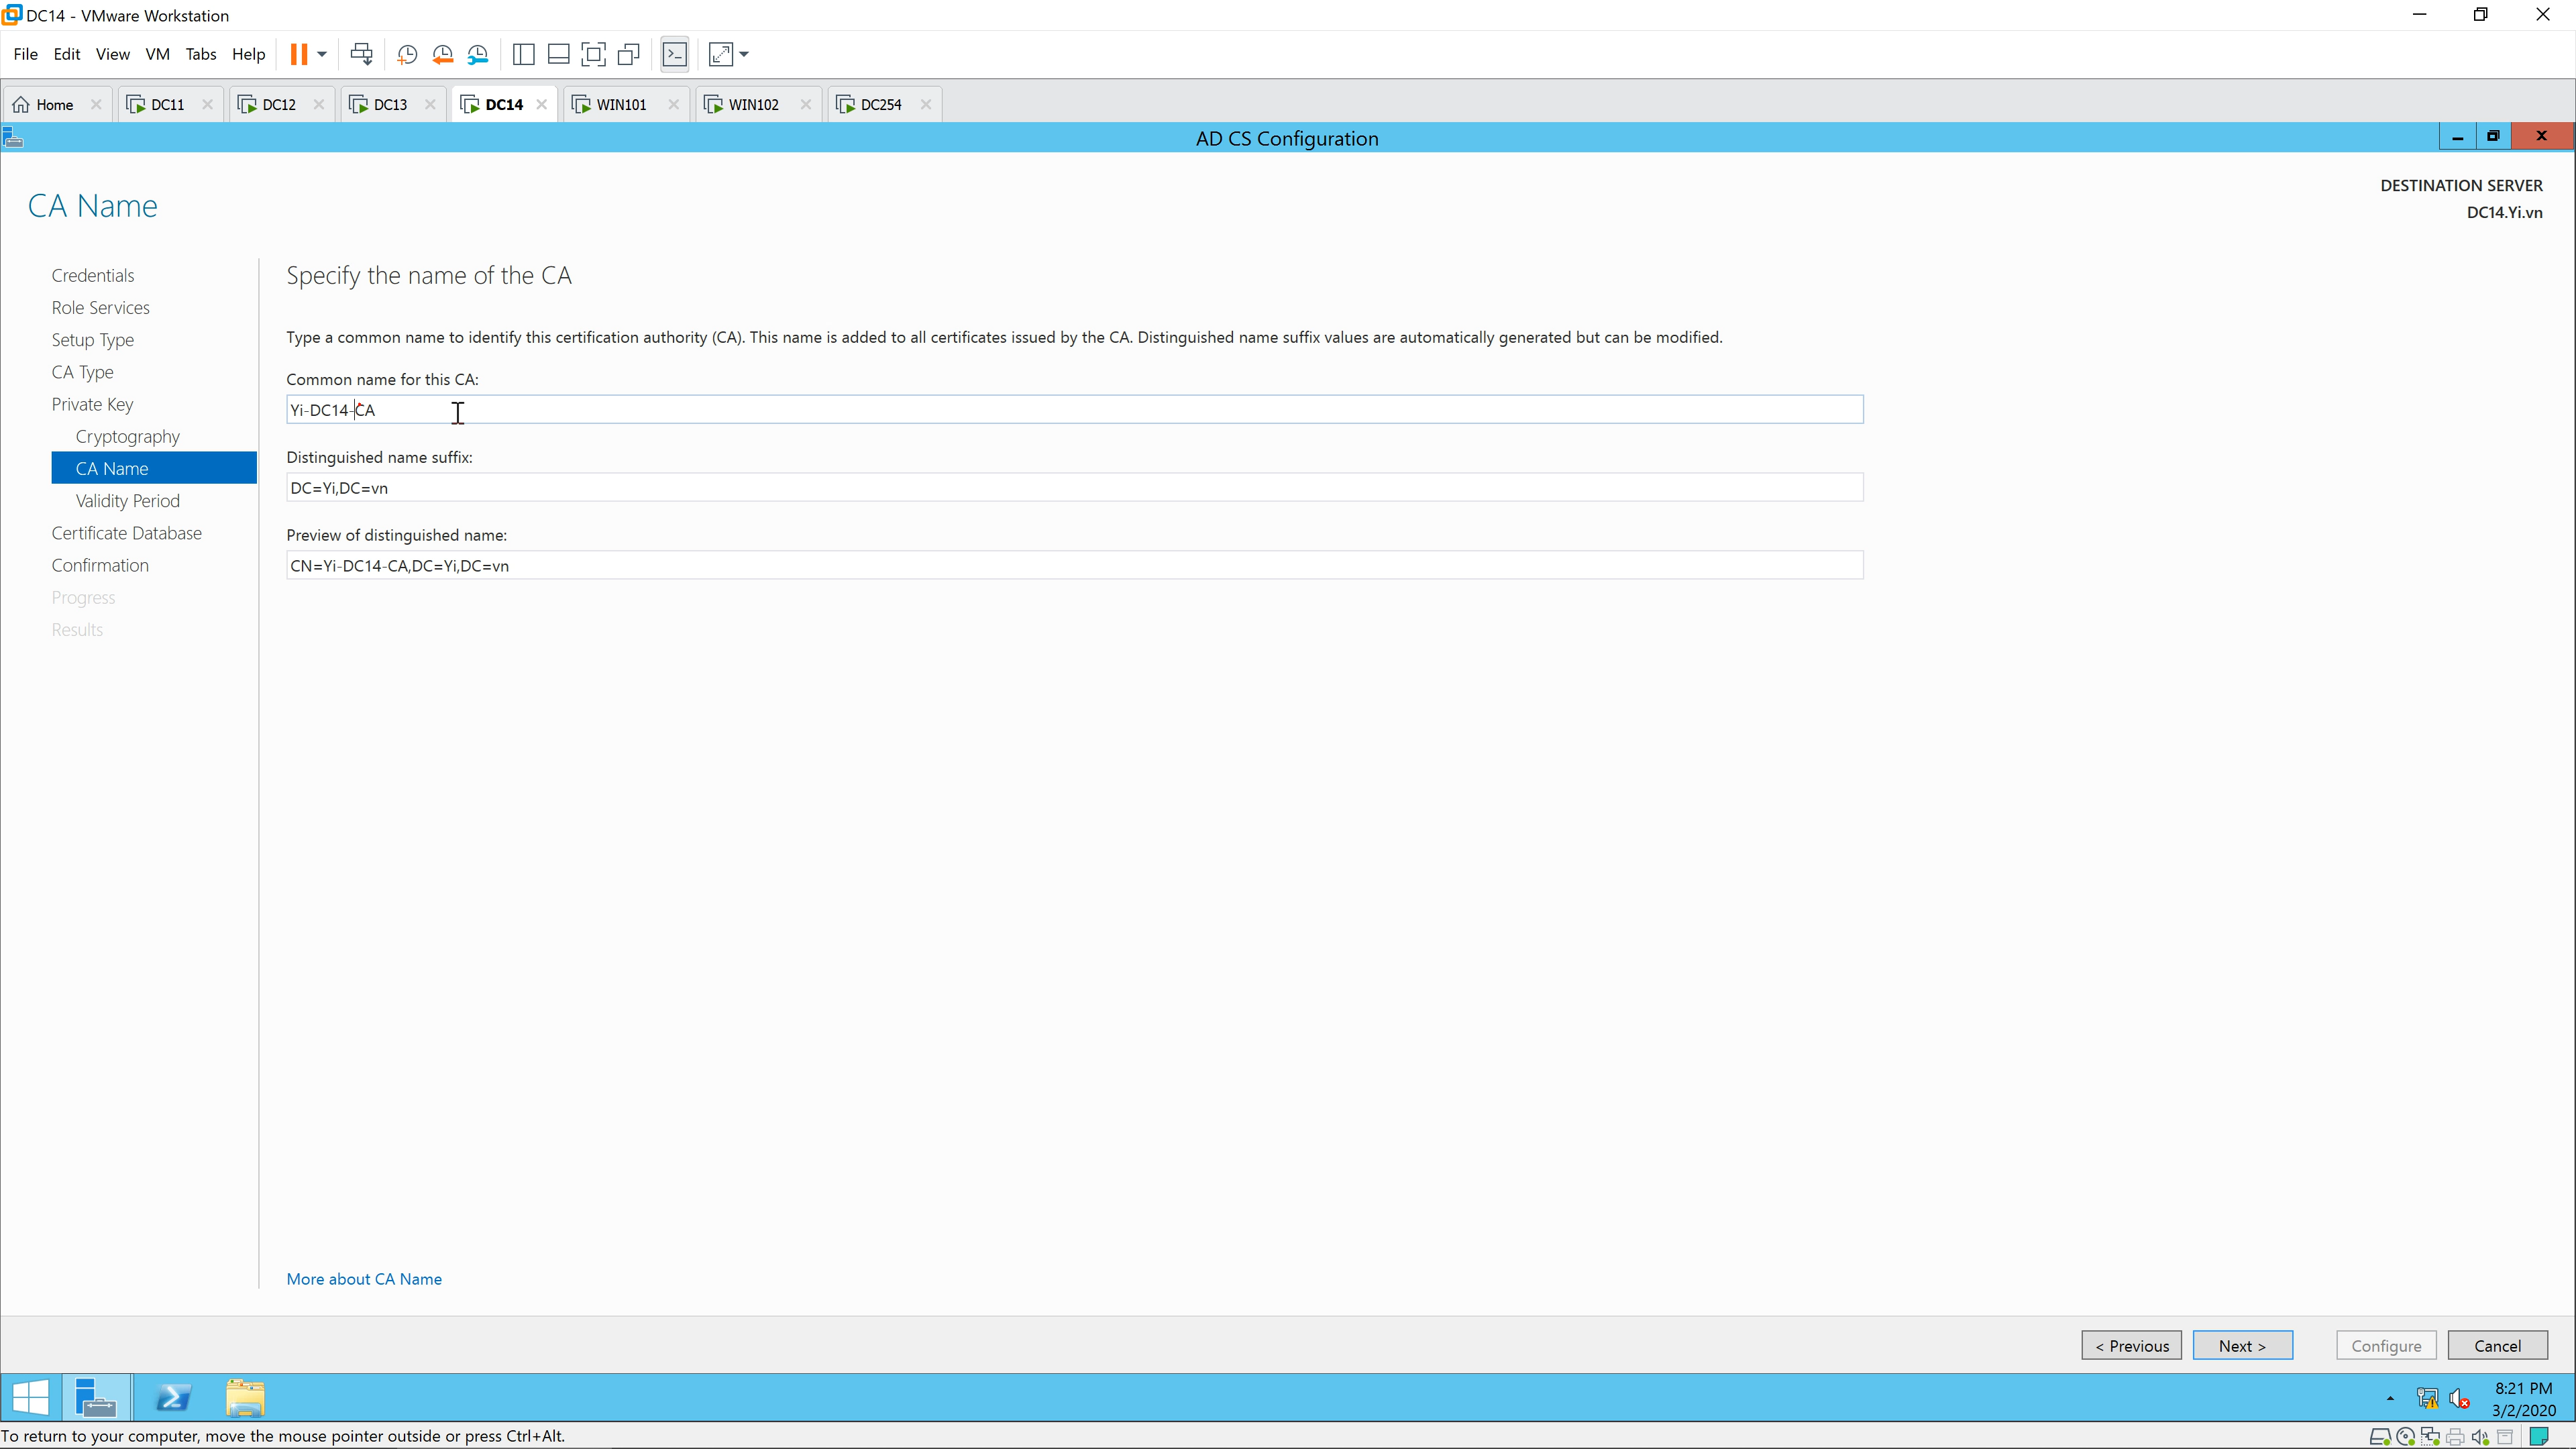 DC14 - VMware Workstation
File Edit View VM Tabs Help
Home DC11 DC12 DC13 DC14 WIN101 WIN102 DC254
AD CS Configuration
CA Name
DESTINATION SERVER
DC14.Yi.vn
Credentials
Role Services
Setup Type
CA Type
Private Key
Cryptography
CA Name
Validity Period
Certificate Database
Confirmation
Progress
Results
Specify the name of the CA
Type a common name to identify this certification authority (CA). This name is added to all certificates issued by the CA. Distinguished name suffix values are automatically generated but can be modified.
Common name for this CA:
Yi-DC14-CA
Distinguished name suffix:
DC=Yi,DC=vn
Preview of distinguished name:
CN=Yi-DC14-CA,DC=Yi,DC=vn
More about CA Name
< Previous Next > Configure Cancel
8:21 PM
3/2/2020
To return to your computer, move the mouse pointer outside or press Ctrl+Alt.